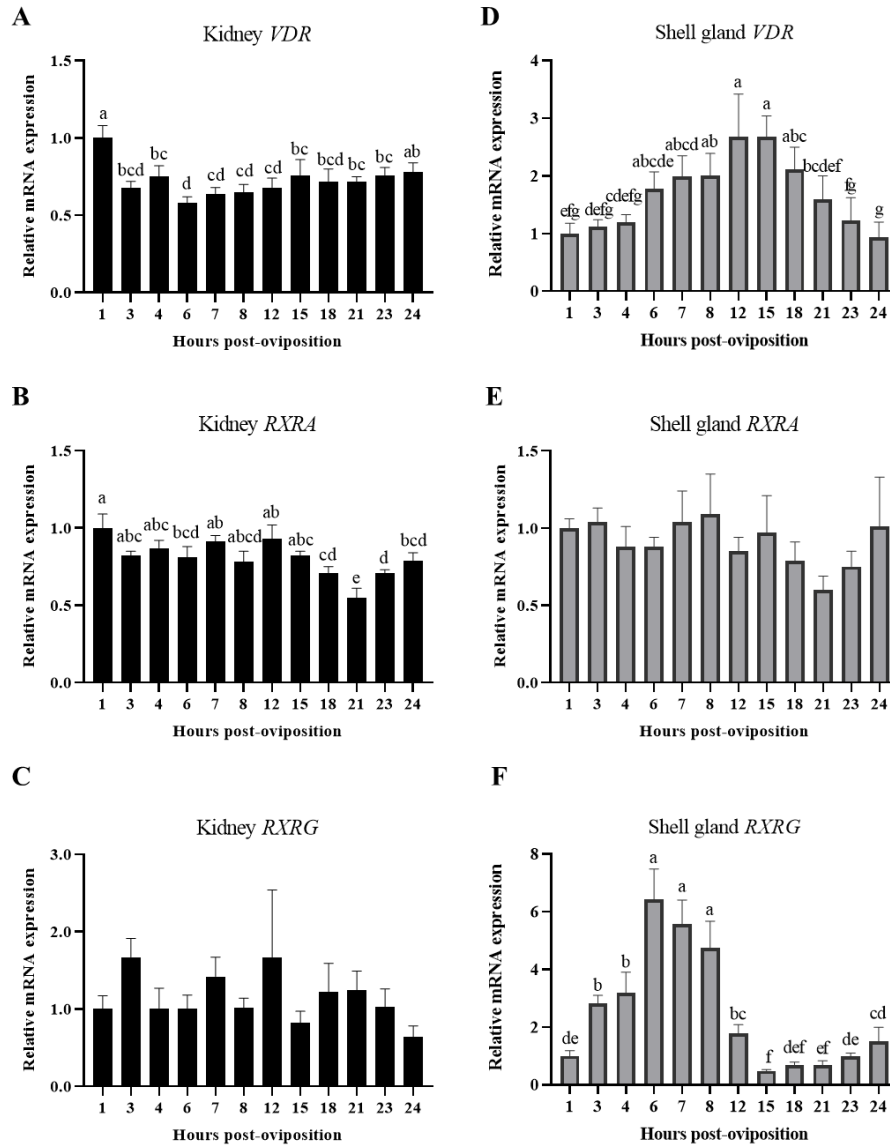 A
Kidney VDR
Relative mRNA expression
1.5
1.0
0.5
0.0
a
bcd
bc
d
cd
cd
cd
bc
bcd
bc
bc
ab
1 3 4 6 7 8 12 15 18 21 23 24
Hours post-oviposition
D
Shell gland VDR
Relative mRNA expression
4
3
2
1
0
efg
defg
cdefg
abcde
abcd
ab
a
a
abc
bcdef
fg
g
1 3 4 6 7 8 12 15 18 21 23 24
Hours post-oviposition
B
Kidney RXRA
Relative mRNA expression
1.5
1.0
0.5
0.0
a
abc
abc
bcd
ab
abcd
ab
abc
cd
e
d
bcd
1 3 4 6 7 8 12 15 18 21 23 24
Hours post-oviposition
E
Shell gland RXRA
Relative mRNA expression
1.5
1.0
0.5
0.0
1 3 4 6 7 8 12 15 18 21 23 24
Hours post-oviposition
C
Kidney RXRG
Relative mRNA expression
3.0
2.0
1.0
0.0
1 3 4 6 7 8 12 15 18 21 23 24
Hours post-oviposition
F
Shell gland RXRG
Relative mRNA expression
8
6
4
2
0
de
b
b
a
a
a
bc
f
def
ef
de
cd
1 3 4 6 7 8 12 15 18 21 23 24
Hours post-oviposition